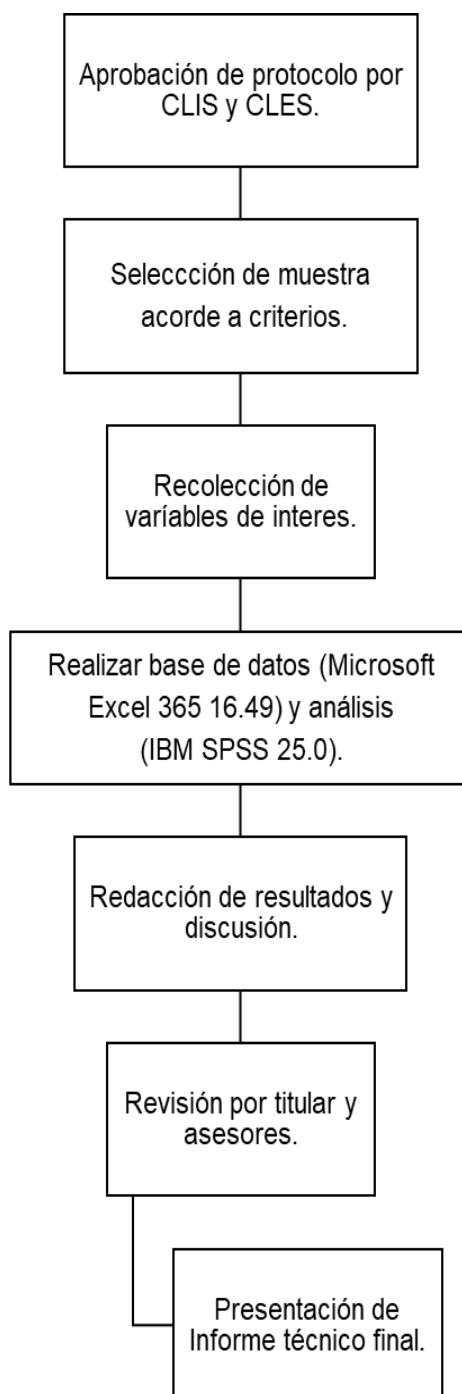 Aprobación de protocolo por
CLIS y CLES.
Seleccción de muestra
acorde a criterios.
Recolección de
varíables de interes.
Realizar base de datos (Microsoft
Excel 365 16.49) y análisis
(IBM SPSS 25.0).
Redacción de resultados y
discusión.
Revisión por titular y
asesores.
Presentación de
Informe técnico final.